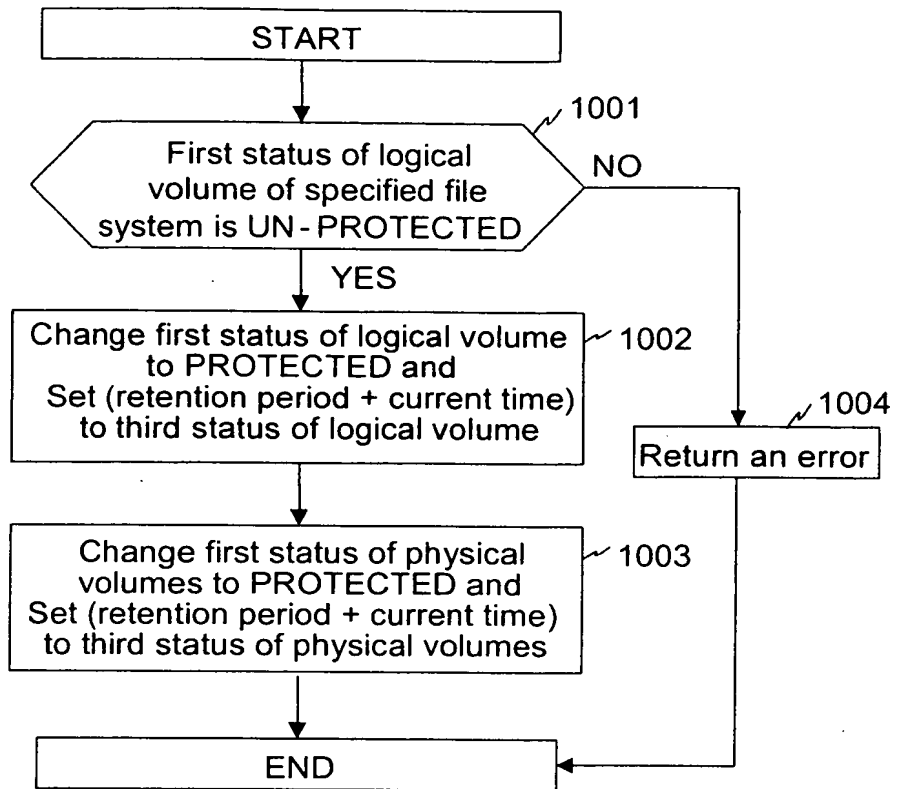 START
1001
First status of logical
volume of specified file
system is UN-PROTECTED
NO
YES
Change first status of logical volume
to PROTECTED and
Set (retention period + current time)
to third status of logical volume
1002
1004
Return an error
Change first status of physical
volumes to PROTECTED and
Set (retention period + current time)
to third status of physical volumes
1003
END